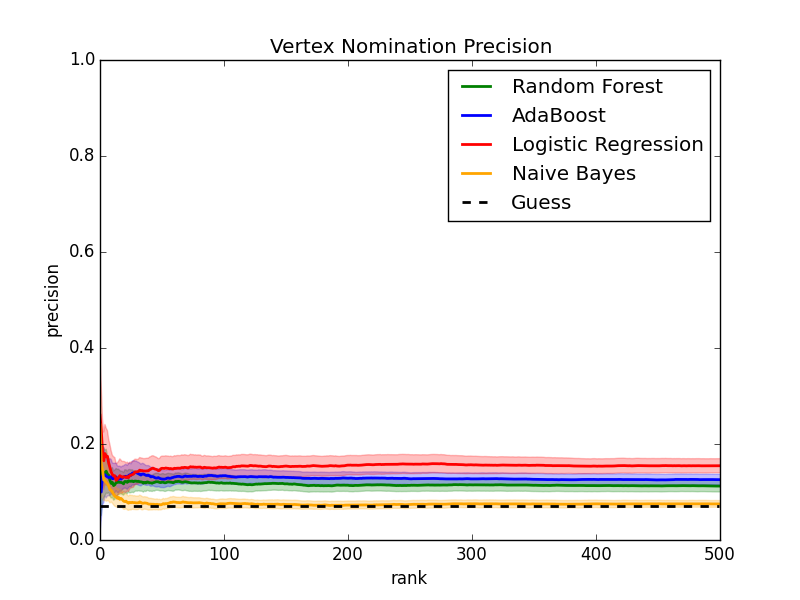 Vertex Nomination Precision
1.0
0.8
0.6
0.4
0.2
0.0
precision
Random Forest
AdaBoost
Logistic Regression
Naive Bayes
Guess
0 100 200 300 400 500
rank